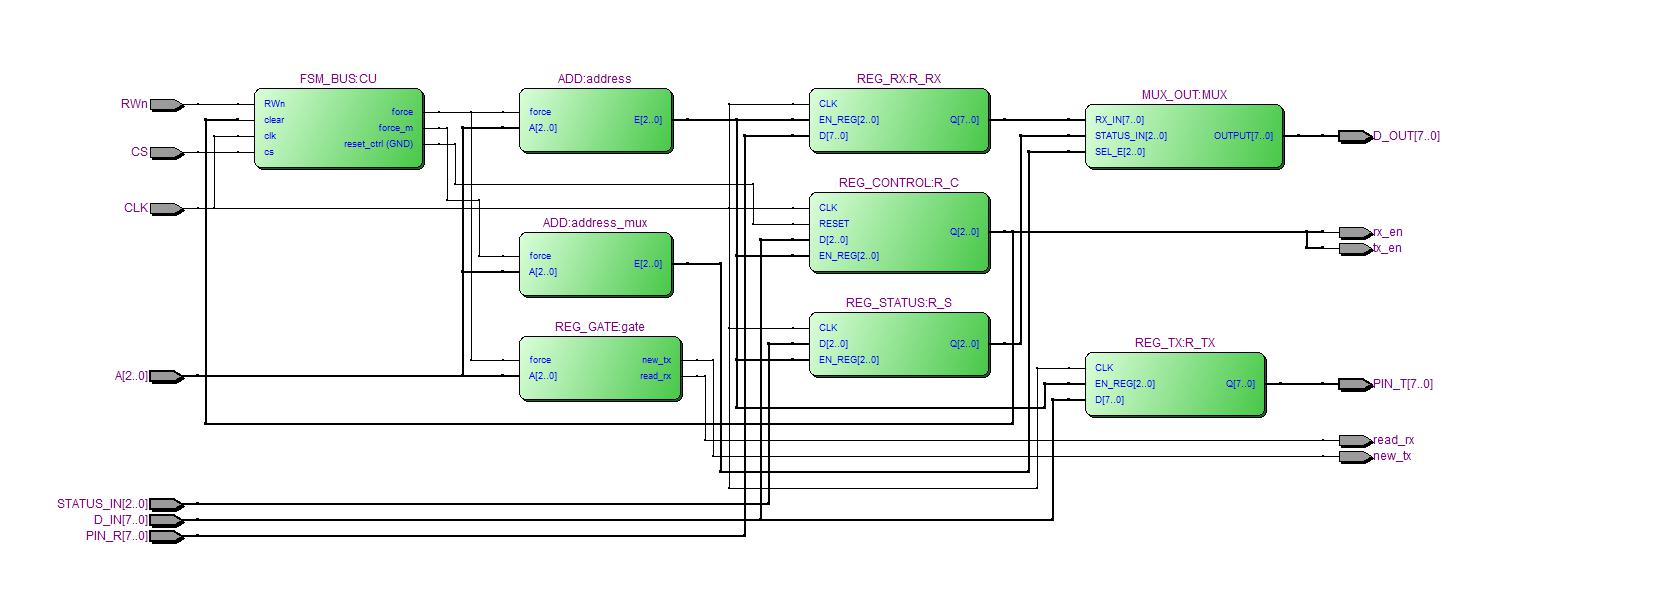 FSM_BUS:CU
RWn
clear
clk
cs
force
force_m
reset_ctrl (GND)
ADD:address
force
A[2..0]
E[2..0]
REG_RX:R_RX
CLK
EN_REG[2..0]
D[7..0]
Q[7..0]
MUX_OUT:MUX
RX_IN[7..0]
STATUS_IN[2..0]
SEL_E[2..0]
OUTPUT[7..0]
RWn
CS
CLK
D_OUT[7..0]
ADD:address_mux
force
A[2..0]
E[2..0]
REG_CONTROL:R_C
CLK
RESET
D[2..0]
EN_REG[2..0]
Q[2..0]
rx_en
tx_en
REG_GATE:gate
force
A[2..0]
new_tx
read_rx
REG_STATUS:R_S
CLK
D[2..0]
EN_REG[2..0]
Q[2..0]
REG_TX:R_TX
CLK
EN_REG[2..0]
D[7..0]
Q[7..0]
A[2..0]
PIN_T[7..0]
read_rx
new_tx
STATUS_IN[2..0]
D_IN[7..0]
PIN_R[7..0]